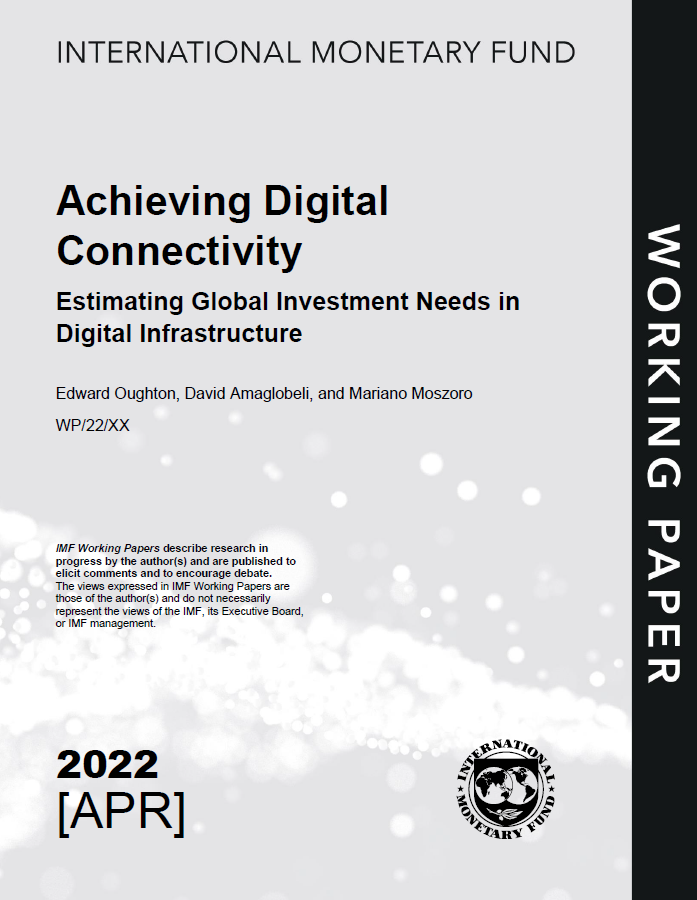 INTERNATIONAL MONETARY FUND
Achieving Digital
Connectivity
Estimating Global Investment Needs in
Digital Infrastructure
Edward Oughton, David Amaglobeli, and Mariano Moszoro
WP/22/XX
IMF Working Papers describe research in
progress by the author(s) and are published to
elicit comments and to encourage debate.
The views expressed in IMF Working Papers are
those of the author(s) and do not necessarily
represent the views of the IMF, its Executive Board,
or IMF management.
2022
[APR]
INTERNATIONAL
MONETARY FUND
WORKING PAPER